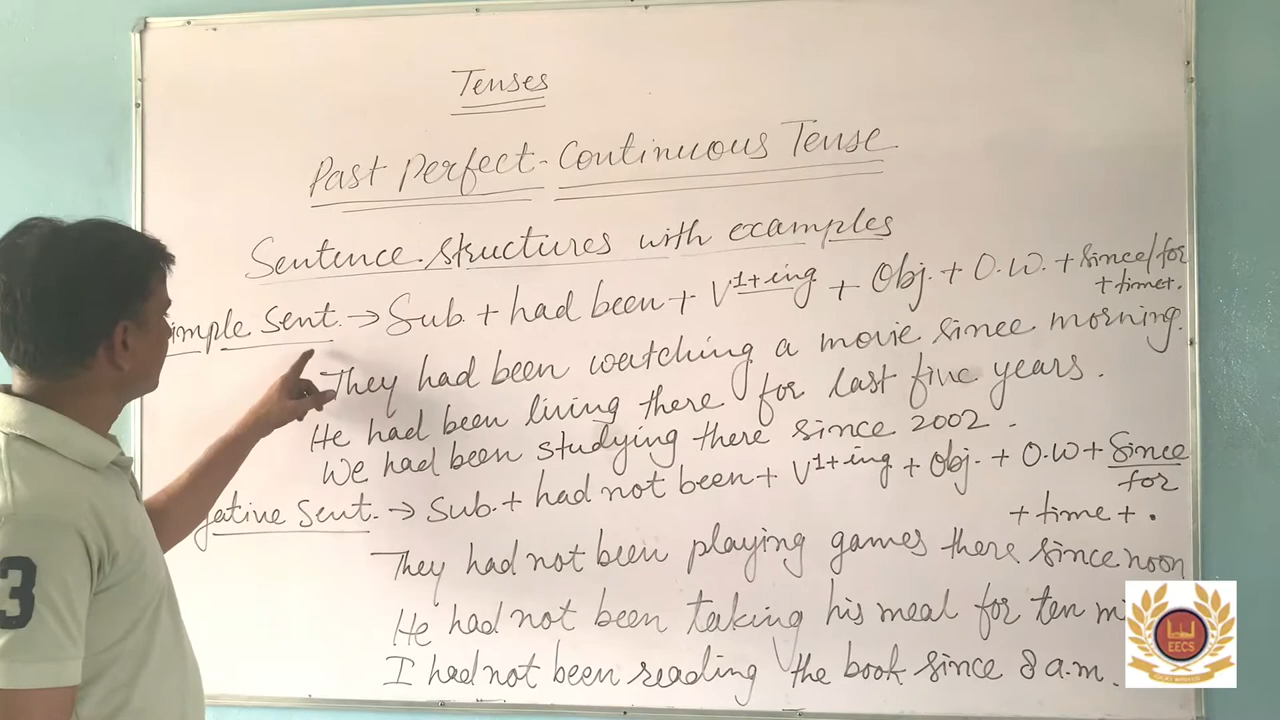 Tenses
Past Perfect-Continuous Tense
Sentence structures with examples
imple Sent. → Sub. + had been + V1+ing + Obj. + O.W. + since/for
+ time + .
They had been watching a movie since morning.
He had been living there for last five years.
We had been studying there since 2002.
gative Sent. → Sub. + had not been + V1+ing + Obj. + O.W + Since
for
+ time + .
They had not been playing games there since noon
He had not been taking his meal for ten mi
I had not been reading the book since 8 a.m.
3
EECS